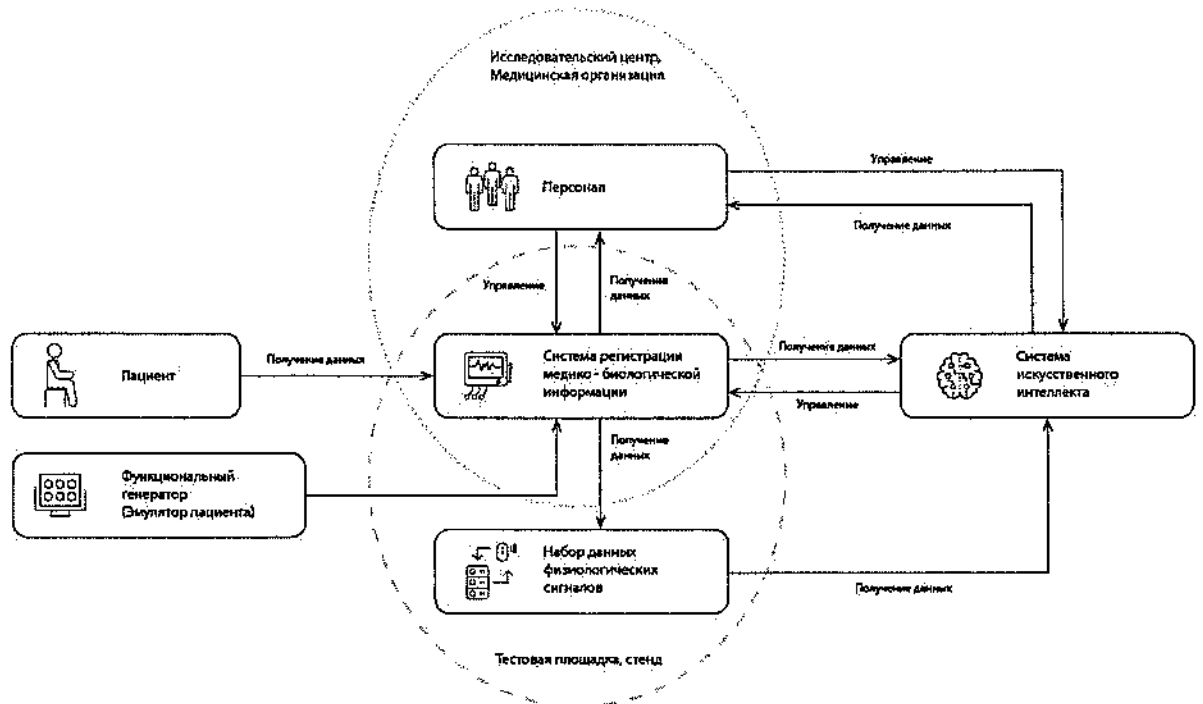 Исследовательский центр,
Медицинская организация
Персонал
Управление
Получение данных
Управление
Получение
данных
Пациент
Получение данных
Система регистрации
медико - биологической
информации
Получение данных
Управление
Система
искусственного
интеллекта
Функциональный
генератор
(Эмулятор пациента)
Получение
данных
Набор данных
физиологических
сигналов
Получение данных
Тестовая площадка, стенд